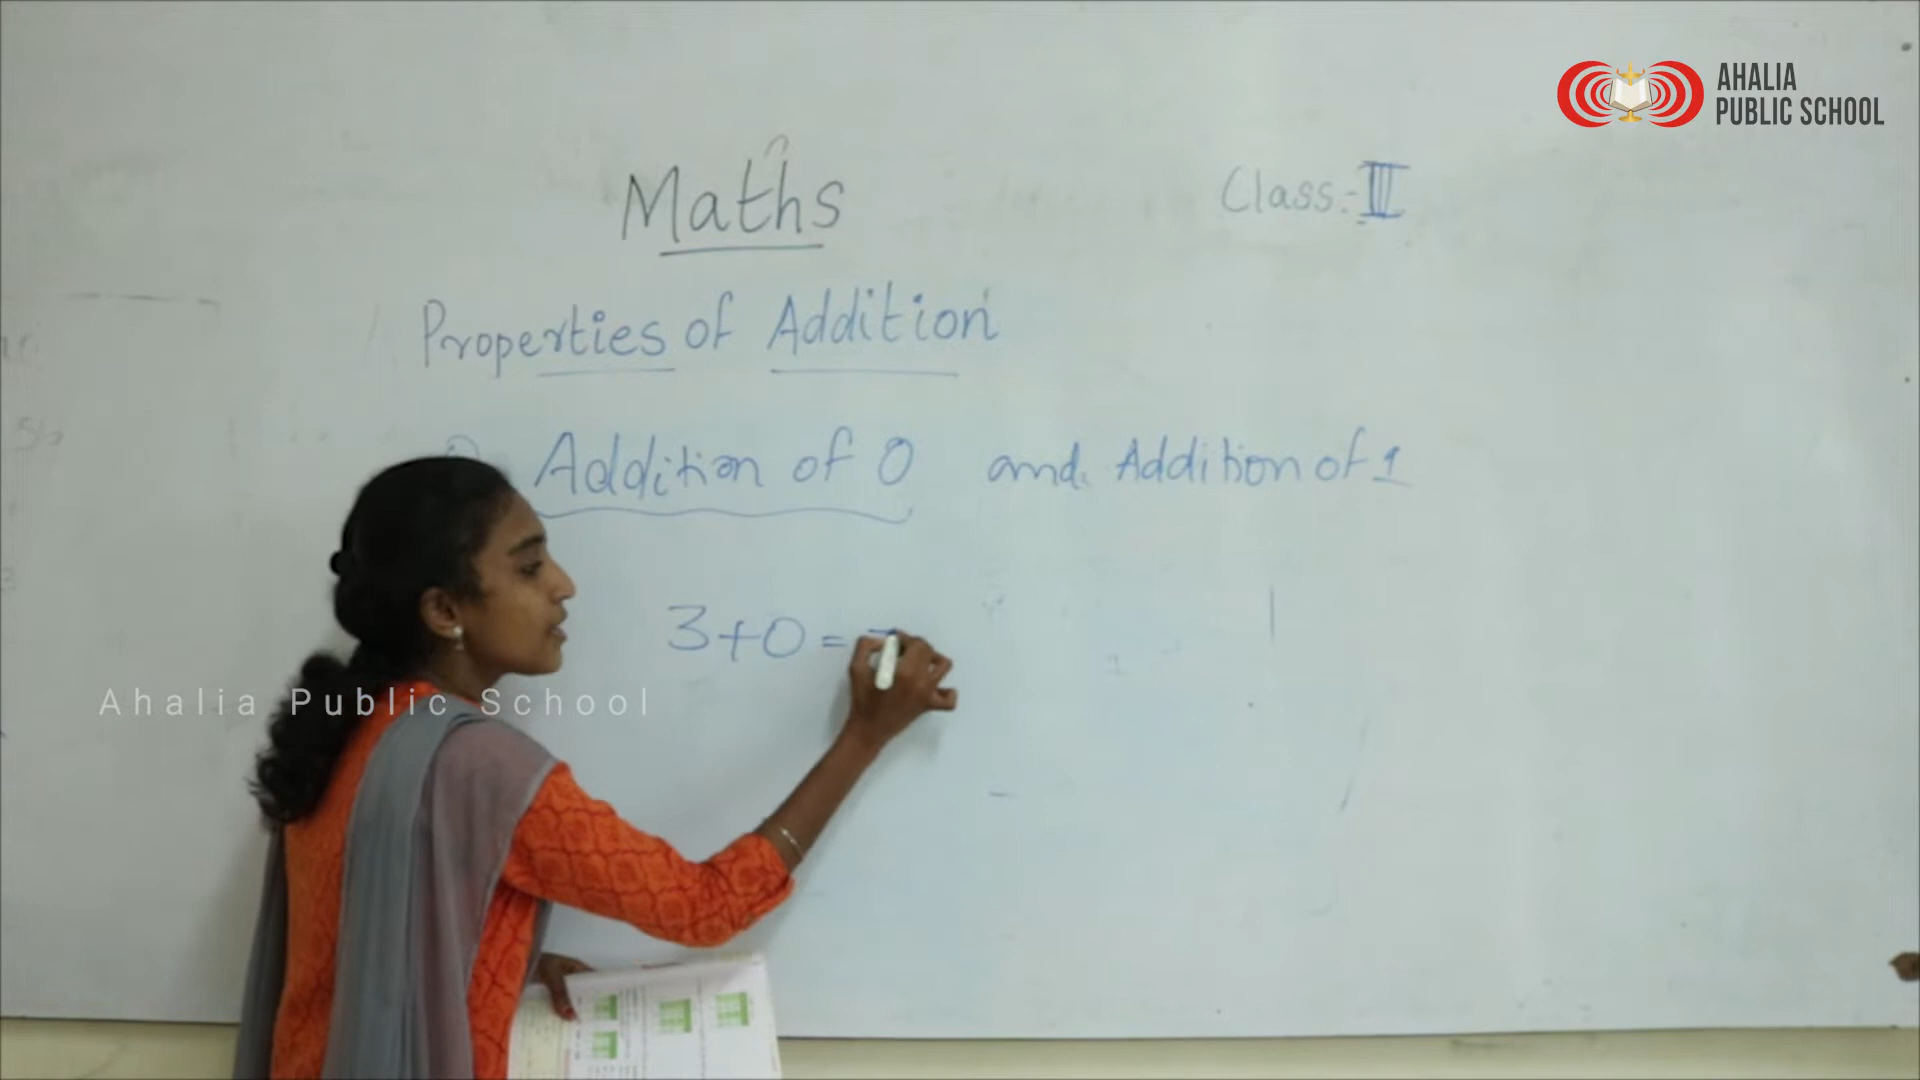 AHALIA
PUBLIC SCHOOL
Maths
Class:- III
Properties of Addition
Addition of 0 and Addition of 1
3+0=
Ahalia Public School